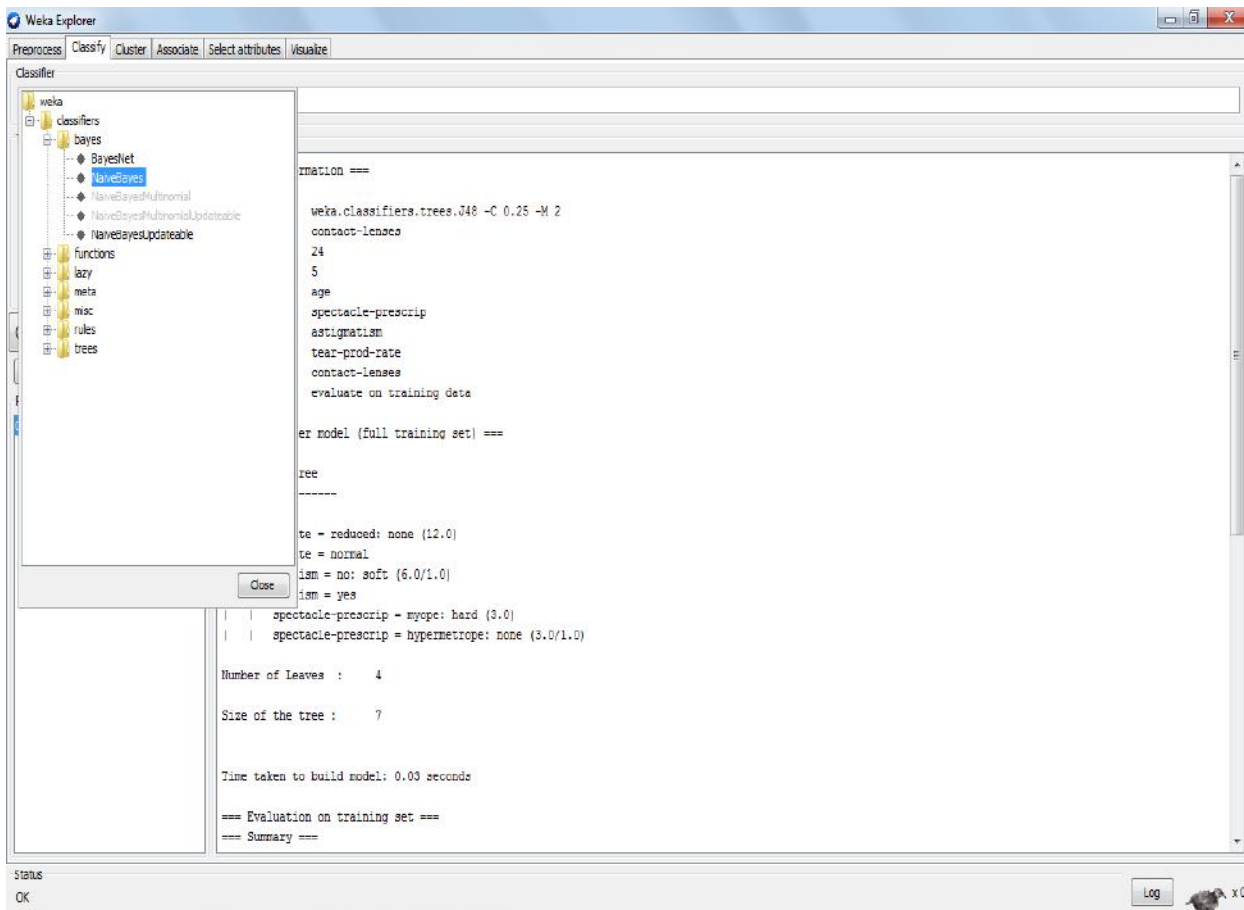 Weka Explorer
Preprocess Classify Cluster Associate Select attributes Visualize
Classifier
weka
classifiers
bayes
BayesNet
NaiveBayes
NaiveBayesMultinomial
NaiveBayesMultinomialUpdateable
NaiveBayesUpdateable
functions
lazy
meta
misc
rules
trees
Close
rmation ===
weka.classifiers.trees.J48 -C 0.25 -M 2
contact-lenses
24
5
age
spectacle-prescrip
astigmatism
tear-prod-rate
contact-lenses
evaluate on training data
er model (full training set) ===
ree
------
te = reduced: none (12.0)
te = normal
ism = no: soft (6.0/1.0)
ism = yes
| | spectacle-prescrip = myope: hard (3.0)
| | spectacle-prescrip = hypermetrope: none (3.0/1.0)
Number of Leaves : 4
Size of the tree : 7
Time taken to build model: 0.03 seconds
=== Evaluation on training set ===
=== Summary ===
Status
OK
Log
x 0